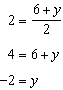 2 = (6 + y)/2
4 = 6 + y
−2 = y